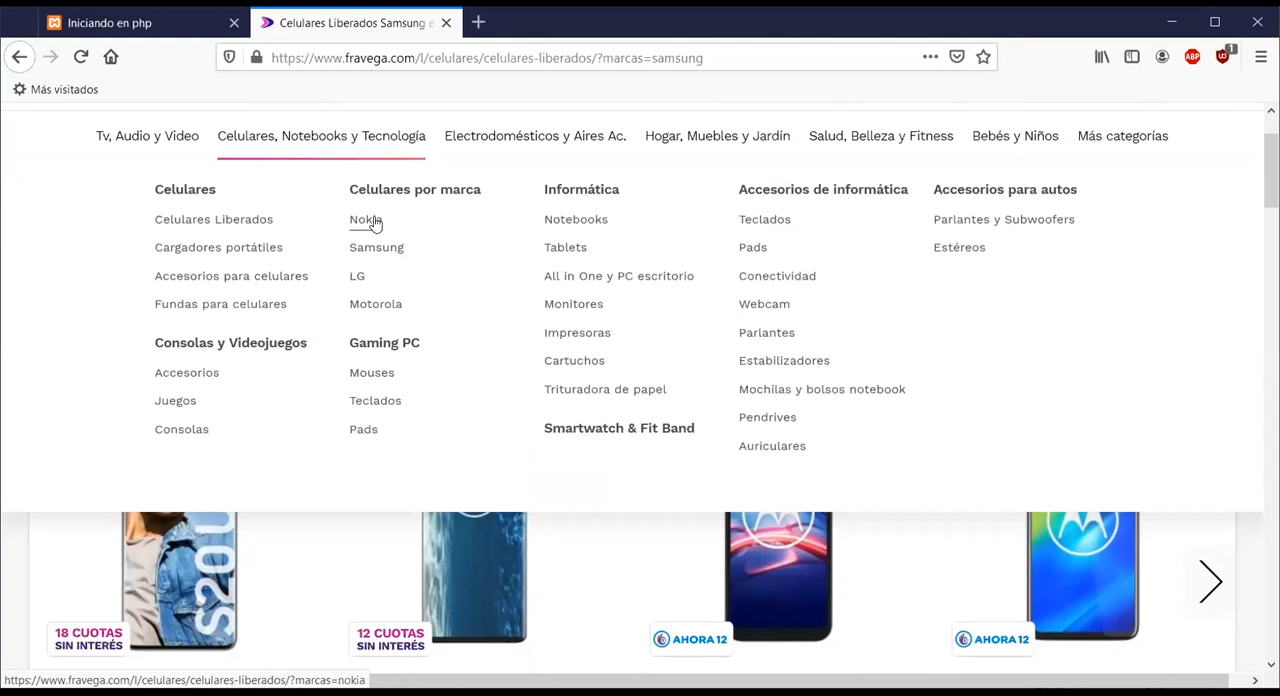 Iniciando en php
Celulares Liberados Samsung e
https://www.fravega.com/l/celulares/celulares-liberados/?marcas=samsung
ABP
1
Más visitados
Tv, Audio y Video
Celulares, Notebooks y Tecnología
Electrodomésticos y Aires Ac.
Hogar, Muebles y Jardín
Salud, Belleza y Fitness
Bebés y Niños
Más categorías
Celulares
Celulares Liberados
Cargadores portátiles
Accesorios para celulares
Fundas para celulares
Consolas y Videojuegos
Accesorios
Juegos
Consolas
Celulares por marca
Nokia
Samsung
LG
Motorola
Gaming PC
Mouses
Teclados
Pads
Informática
Notebooks
Tablets
All in One y PC escritorio
Monitores
Impresoras
Cartuchos
Trituradora de papel
Smartwatch & Fit Band
Accesorios de informática
Teclados
Pads
Conectividad
Webcam
Parlantes
Estabilizadores
Mochilas y bolsos notebook
Pendrives
Auriculares
Accesorios para autos
Parlantes y Subwoofers
Estéreos
S20 U
18 CUOTAS
SIN INTERÉS
12 CUOTAS
SIN INTERÉS
AHORA 12
AHORA 12
https://www.fravega.com/l/celulares/celulares-liberados/?marcas=nokia